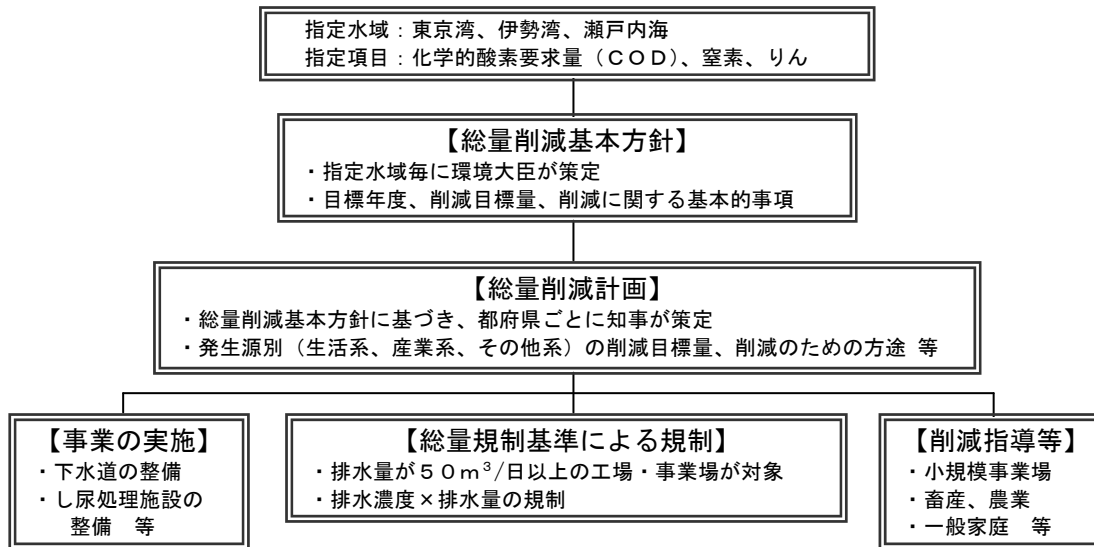 指定水域：東京湾、伊勢湾、瀬戸内海
指定項目：化学的酸素要求量（ＣＯＤ）、窒素、りん
【総量削減基本方針】
・指定水域毎に環境大臣が策定
・目標年度、削減目標量、削減に関する基本的事項
【総量削減計画】
・総量削減基本方針に基づき、都府県ごとに知事が策定
・発生源別（生活系、産業系、その他系）の削減目標量、削減のための方途 等
【事業の実施】
・下水道の整備
・し尿処理施設の
整備　等
【総量規制基準による規制】
・排水量が５０ｍ³/日以上の工場・事業場が対象
・排水濃度×排水量の規制
【削減指導等】
・小規模事業場
・畜産、農業
・一般家庭　等